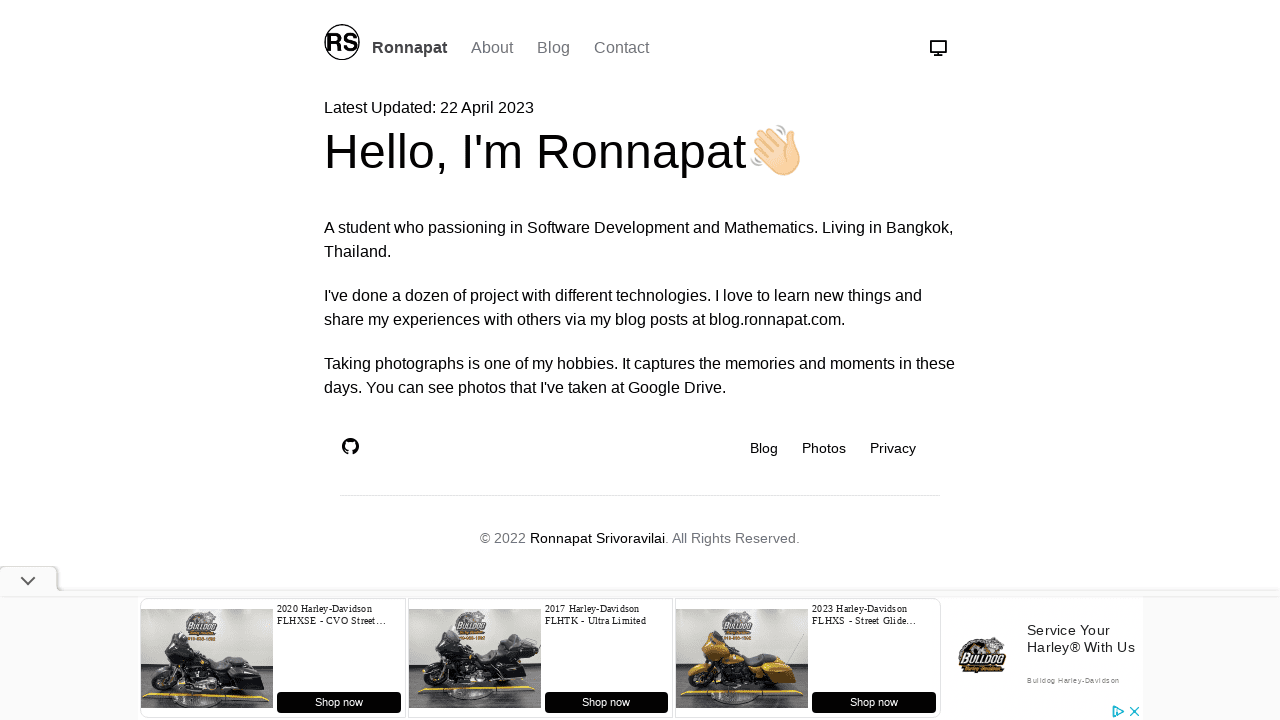 RS Ronnapat About Blog Contact
Latest Updated: 22 April 2023
Hello, I'm Ronnapat
A student who passioning in Software Development and Mathematics. Living in Bangkok,
Thailand.
I've done a dozen of project with different technologies. I love to learn new things and
share my experiences with others via my blog posts at blog.ronnapat.com.
Taking photographs is one of my hobbies. It captures the memories and moments in these
days. You can see photos that I've taken at Google Drive.
Blog Photos Privacy
© 2022 Ronnapat Srivoravilai. All Rights Reserved.
2020 Harley-Davidson
FLHXSE - CVO Street...
Shop now
2017 Harley-Davidson
FLHTK - Ultra Limited
Shop now
2023 Harley-Davidson
FLHXS - Street Glide...
Shop now
BULLDOG
Service Your
Harley® With Us
Bulldog Harley-Davidson